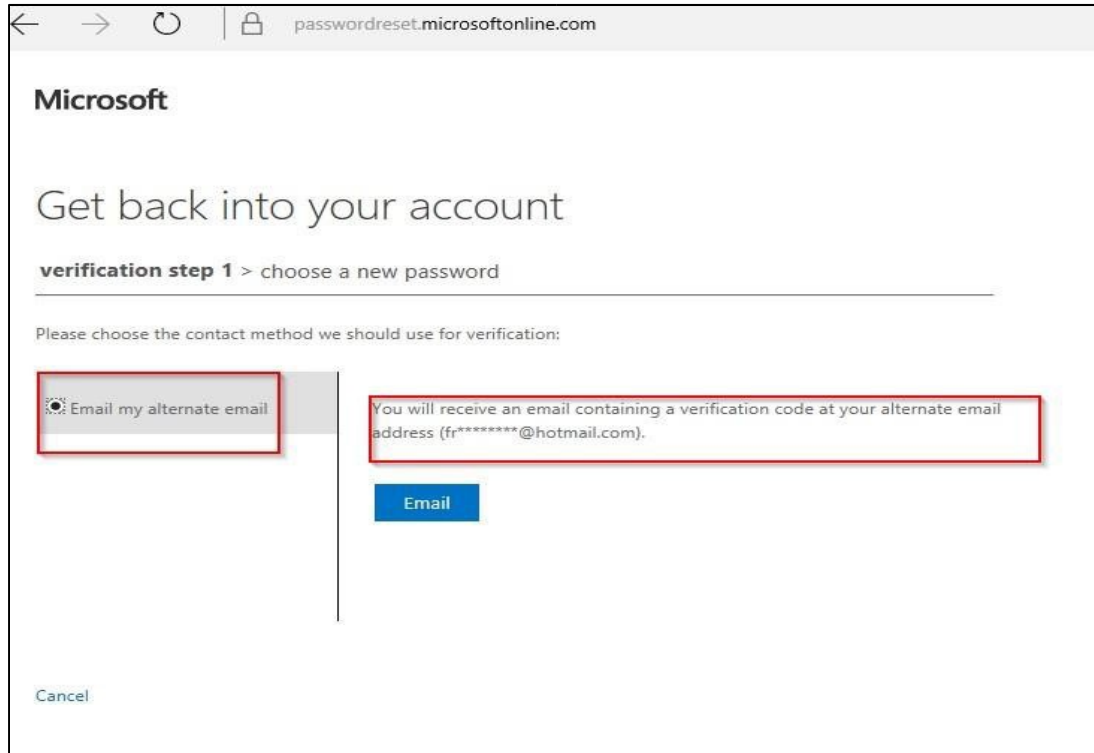 passwordreset.microsoftonline.com
Microsoft
Get back into your account
verification step 1 > choose a new password
Please choose the contact method we should use for verification:
Email my alternate email
You will receive an email containing a verification code at your alternate email
address (fr********@hotmail.com).
Email
Cancel